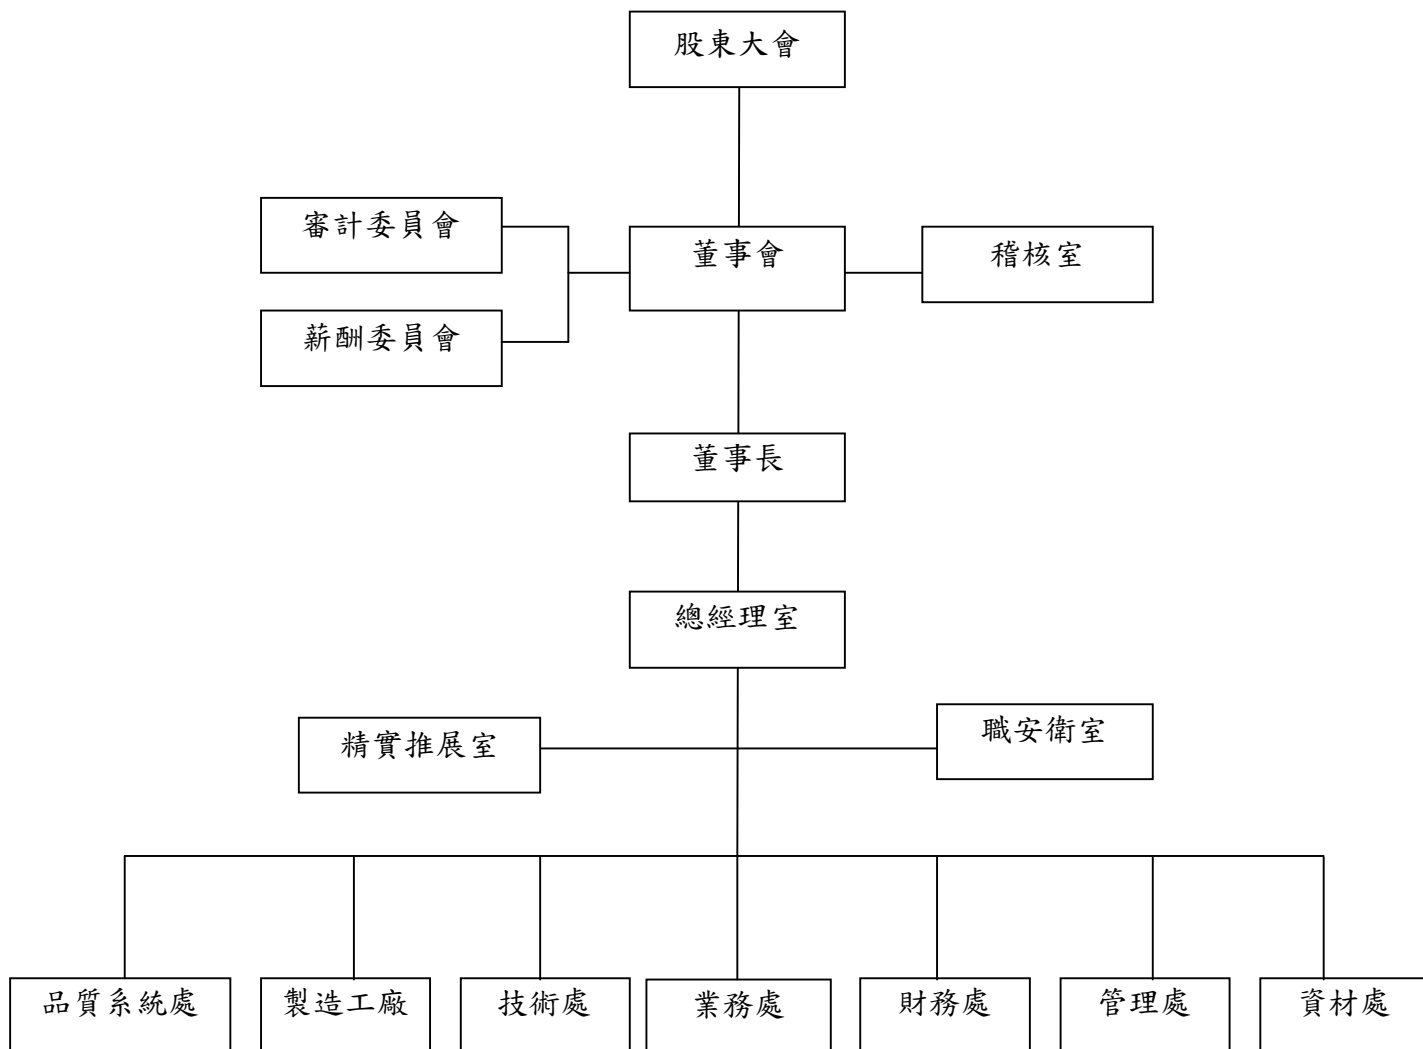 股東大會
審計委員會
董事會
稽核室
薪酬委員會
董事長
總經理室
精實推展室
職安衛室
品質系統處
製造工廠
技術處
業務處
財務處
管理處
資材處